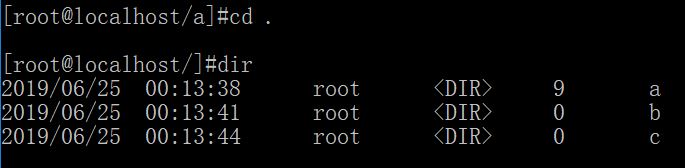 [root@localhost/a]#cd .
[root@localhost/]#dir
2019/06/25 00:13:38 root <DIR> 9 a
2019/06/25 00:13:41 root <DIR> 0 b
2019/06/25 00:13:44 root <DIR> 0 c